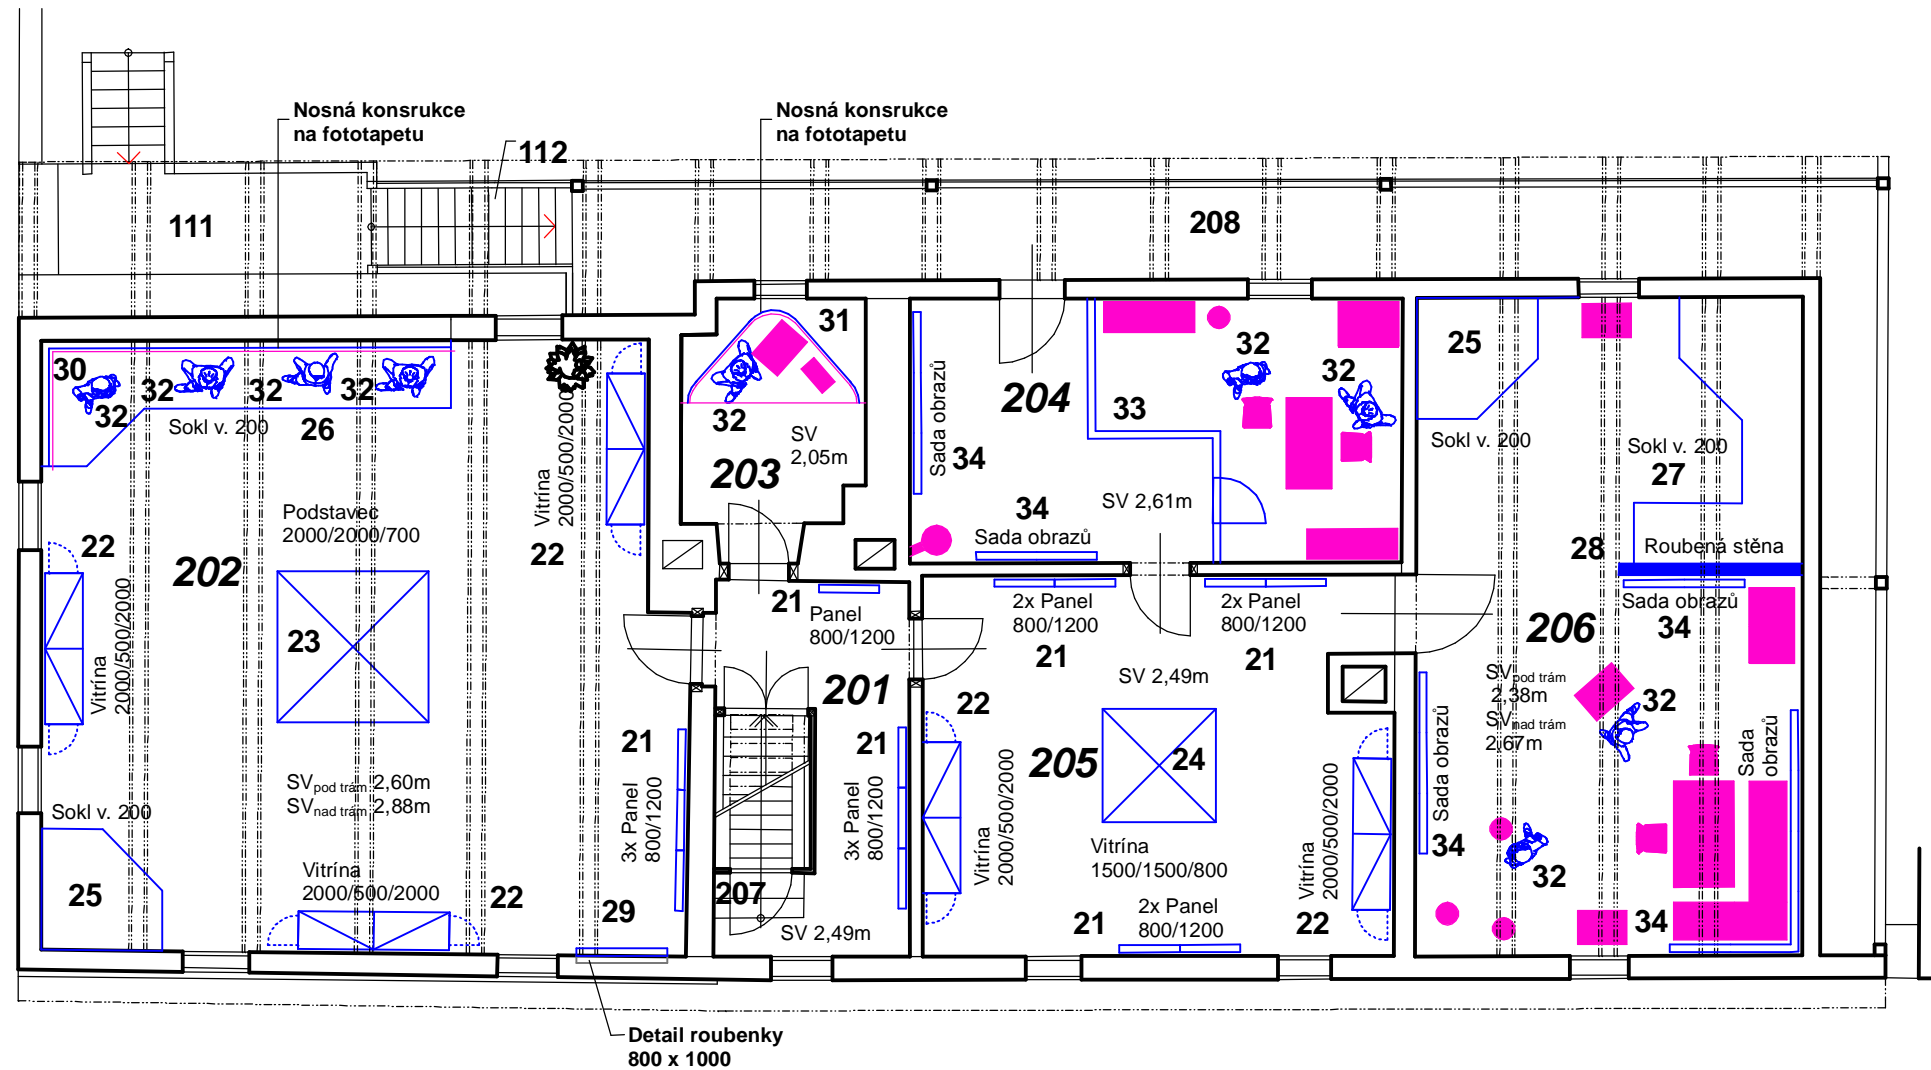 Nosná konsrukce
na fototapetu
Nosná konsrukce
na fototapetu
112
111
208
30
32
32
32
32
32
Sokl v. 200
26
Vitrína
2000/500/2000
22
31
32
SV
2,05m
203
Sada obrazů
34
204
33
32
32
34
Sada obrazů
SV 2,61m
25
Sokl v. 200
Sokl v. 200
27
28
Roubená stěna
Podstavec
2000/2000/700
22
202
Vitrína
2000/500/2000
23
21
Panel
800/1200
2x Panel
800/1200
21
2x Panel
800/1200
21
Sada obrazů
34
206
201
SV 2,49m
SVpod trám
2,38m
SVnad trám
2,67m
32
SVpod trám 2,60m
SVnad trám 2,88m
21
3x Panel
800/1200
21
3x Panel
800/1200
22
205
24
Vitrína
2000/500/2000
Vitrína
1500/1500/800
Vitrína
2000/500/2000
Sada obrazů
34
Sada
obrazů
32
34
Sokl v. 200
25
Vitrína
2000/500/2000
22
29
207
SV 2,49m
21
2x Panel
800/1200
22
Detail roubenky
800 x 1000